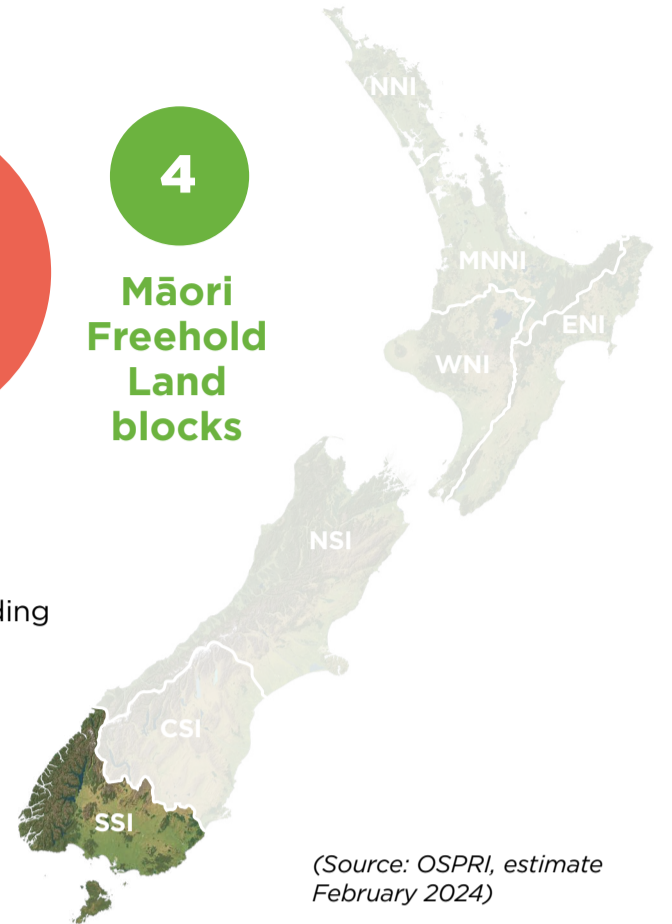 4
Māori
Freehold
Land
blocks
NNI
MNNI
ENI
WNI
NSI
ding
CSI
SSI
(Source: OSPRI, estimate
February 2024)